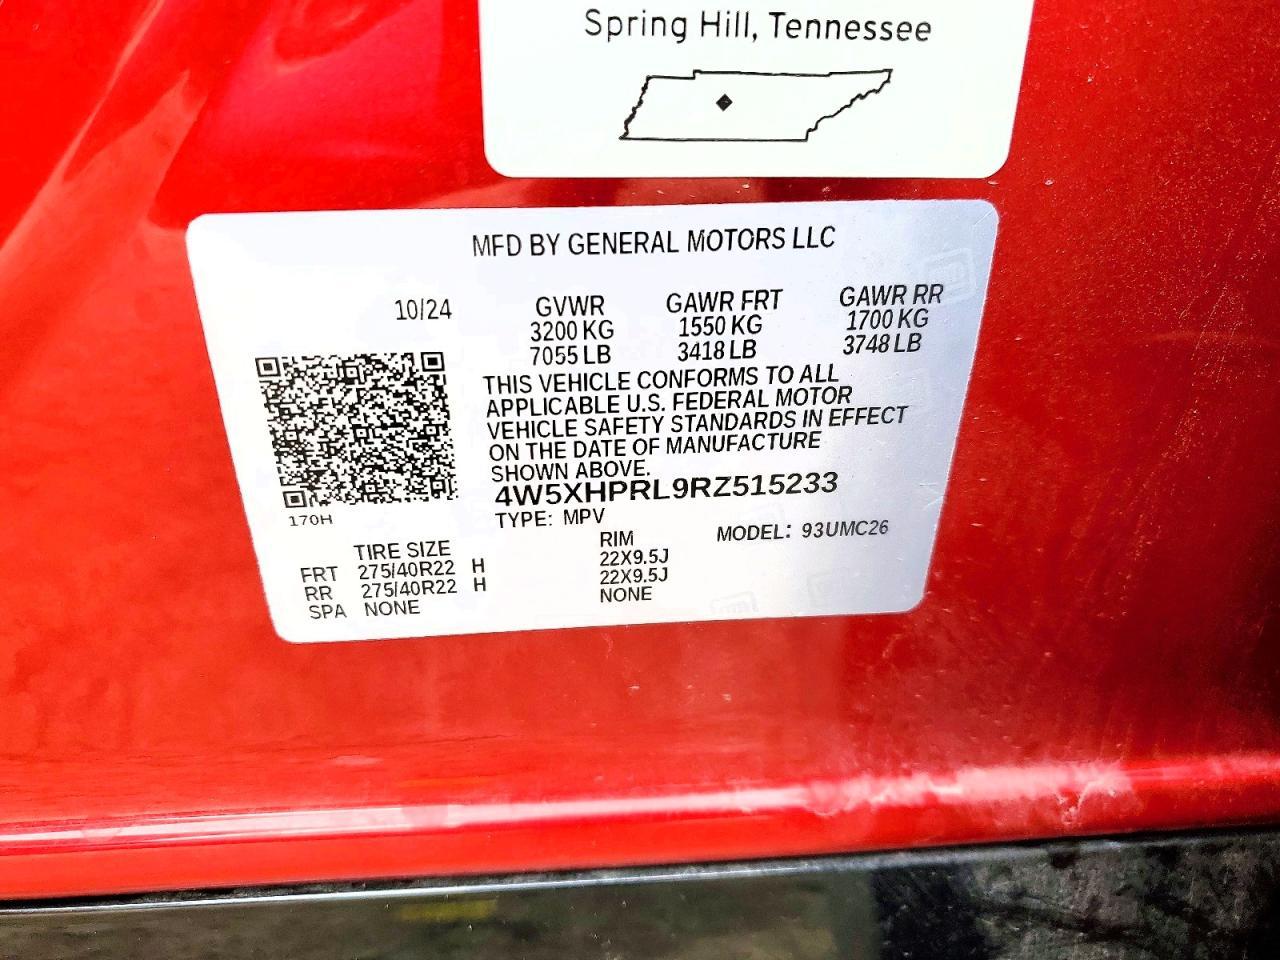 Spring Hill, Tennessee
MFD BY GENERAL MOTORS LLC
10/24 GVWR GAWR FRT GAWR RR
3200 KG 1550 KG 1700 KG
7055 LB 3418 LB 3748 LB
THIS VEHICLE CONFORMS TO ALL
APPLICABLE U.S. FEDERAL MOTOR
VEHICLE SAFETY STANDARDS IN EFFECT
ON THE DATE OF MANUFACTURE
SHOWN ABOVE.
4W5XHPRL9RZ515233
170H
TYPE: MPV
MODEL: 93UMC26
TIRE SIZE RIM
FRT 275/40R22 H 22X9.5J
RR 275/40R22 H 22X9.5J
SPA NONE NONE